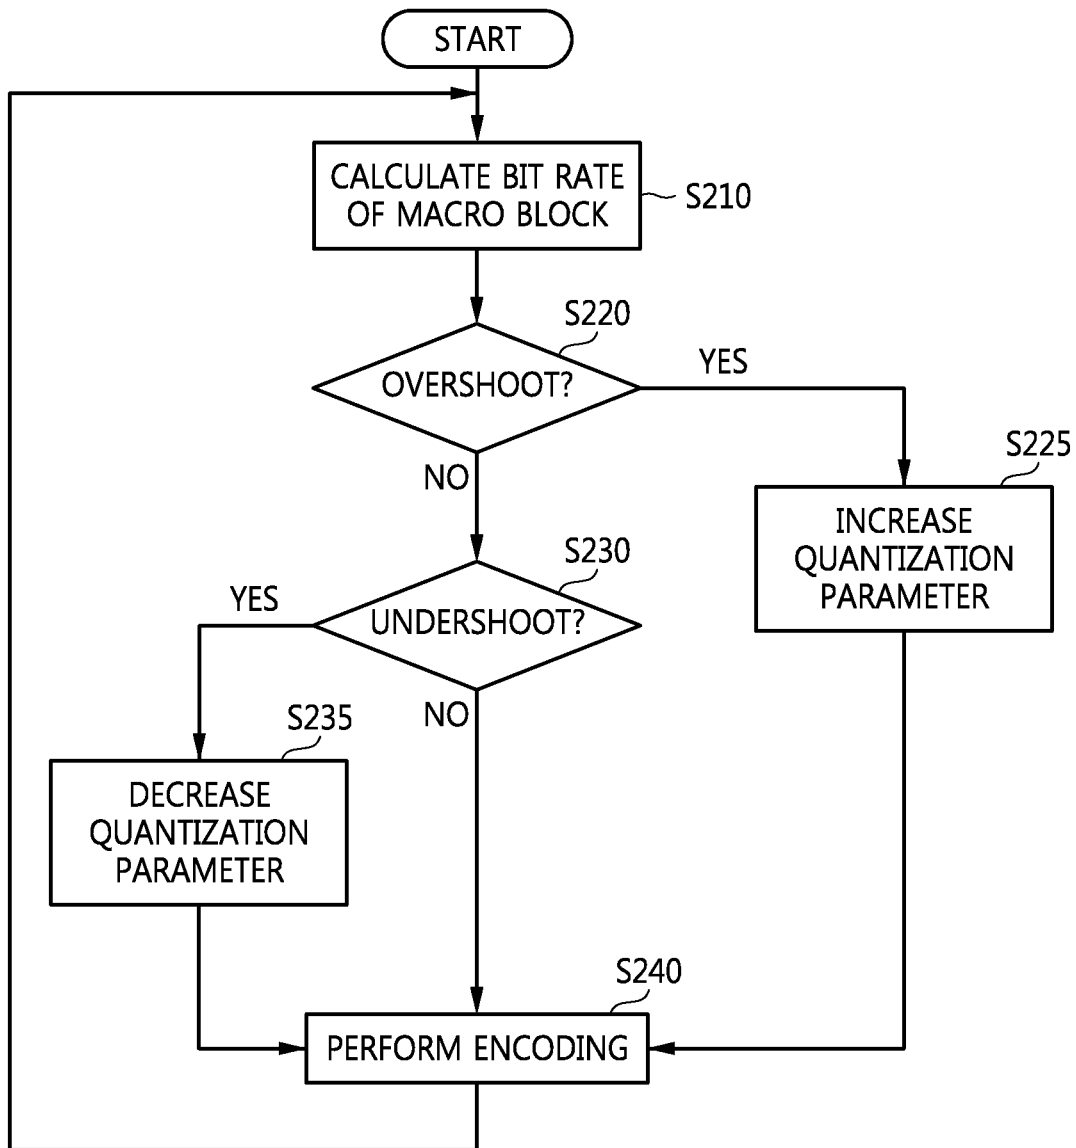 START
CALCULATE BIT RATE
OF MACRO BLOCK
S210
S220
OVERSHOOT?
YES
NO
S225
INCREASE
QUANTIZATION
PARAMETER
S230
UNDERSHOOT?
YES
NO
S235
DECREASE
QUANTIZATION
PARAMETER
S240
PERFORM ENCODING